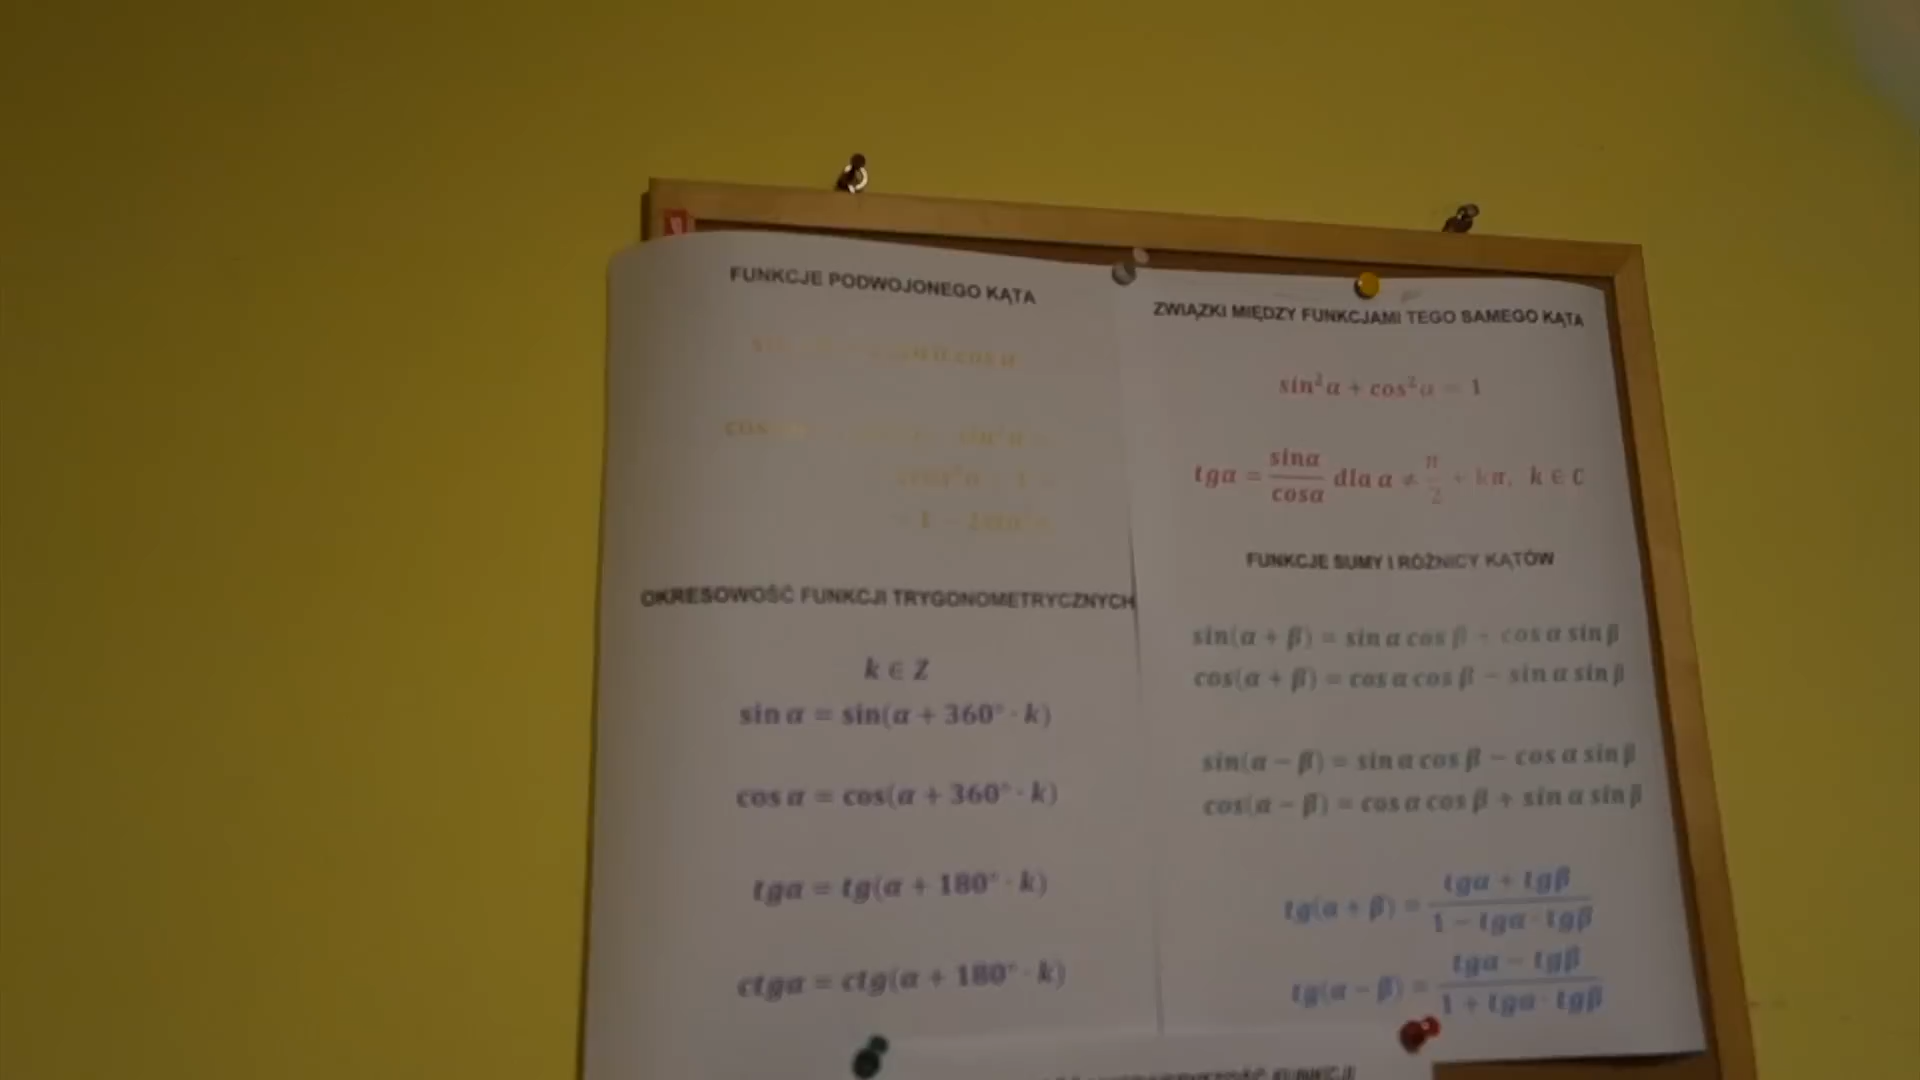 FUNKCJE PODWOJONEGO KĄTA
OKRESOWOŚĆ FUNKCJI TRYGONOMETRYCZNYCH
k ∈ Z
sin α = sin(α + 360° · k)
cos α = cos(α + 360° · k)
tgα = tg(α + 180° · k)
ctgα = ctg(α + 180° · k)
ZWIĄZKI MIĘDZY FUNKCJAMI TEGO SAMEGO KĄTA
sin²α + cos²α = 1
tgα = sinα/cosα dla α ≠ π/2 + kπ, k ∈ C
FUNKCJE SUMY I RÓŻNICY KĄTÓW
sin(α + β) = sin α cos β + cos α sin β
cos(α + β) = cos α cos β − sin α sin β
sin(α − β) = sin α cos β − cos α sin β
cos(α − β) = cos α cos β + sin α sin β
tg(α + β) = tgα + tgβ / 1 − tgα · tgβ
tg(α − β) = tgα − tgβ / 1 + tgα · tgβ
FUNKCJI